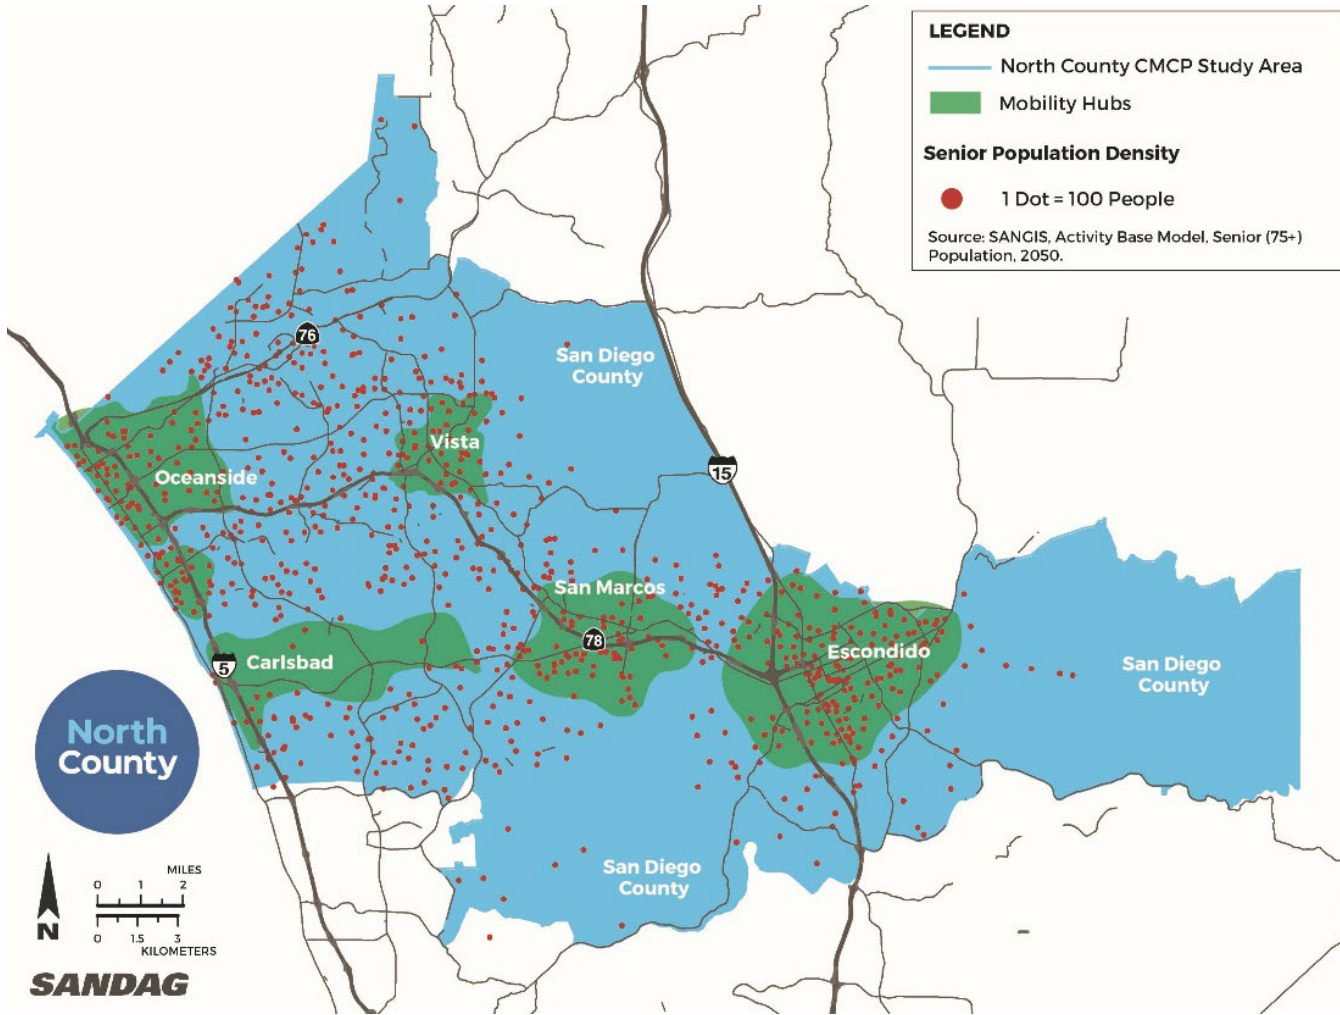 LEGEND
North County CMCP Study Area
Mobility Hubs
Senior Population Density
1 Dot = 100 People
Source: SANGIS, Activity Base Model, Senior (75+)
Population, 2050.
76
San Diego
County
Vista
15
Oceanside
San Marcos
78
Escondido
Carlsbad
5
San Diego
County
North
County
San Diego
County
MILES
0 1 2
0 1.5 3
KILOMETERS
N
SANDAG